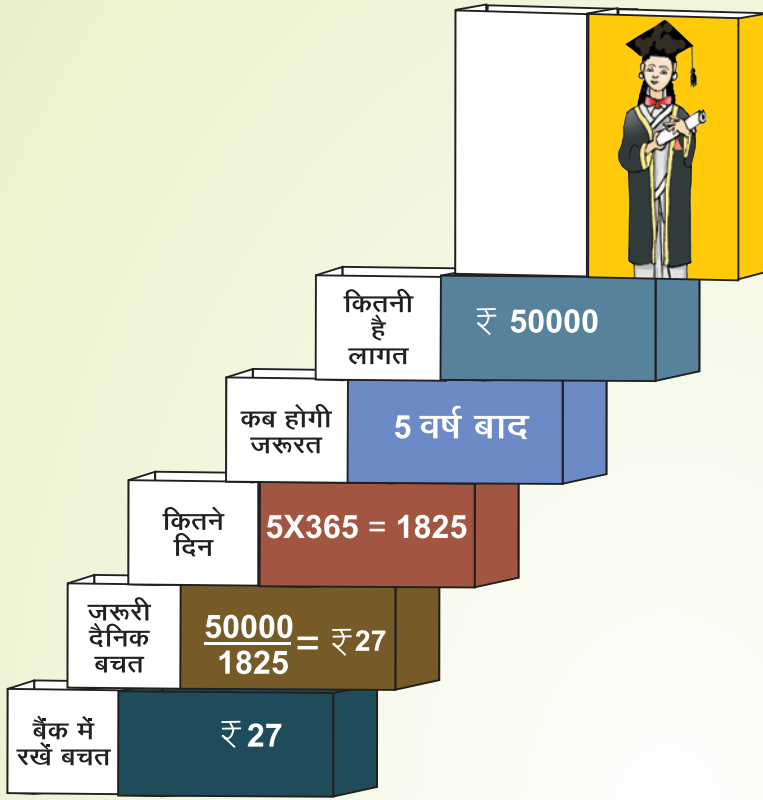 कितनी
है
लागत
₹ 50000
कब होगी
जरूरत
5 वर्ष बाद
कितने
दिन
5X365 = 1825
जरूरी
दैनिक
बचत
50000
1825
= ₹27
बैंक में
रखें बचत
₹27